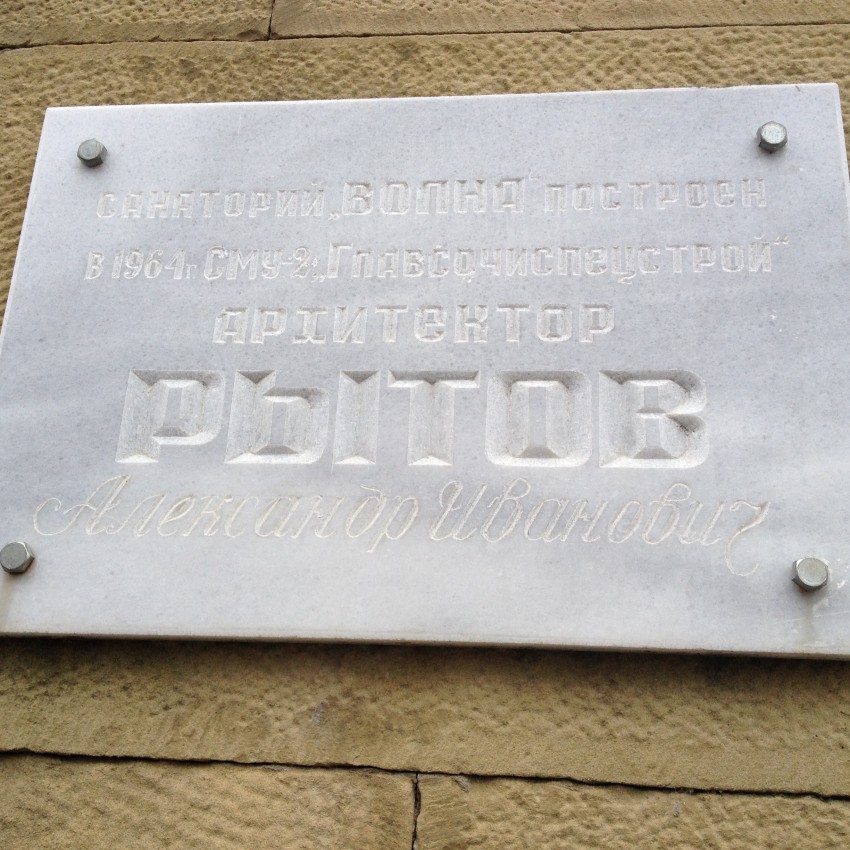 САНАТОРИЙ „ВОЛНА" ПОСТРОЕН
В 1964 г СМУ-2 „ГЛАВСОЧИСПЕЦСТРОЙ"
АРХИТЕКТОР
РЫТОВ
Александр Иванович